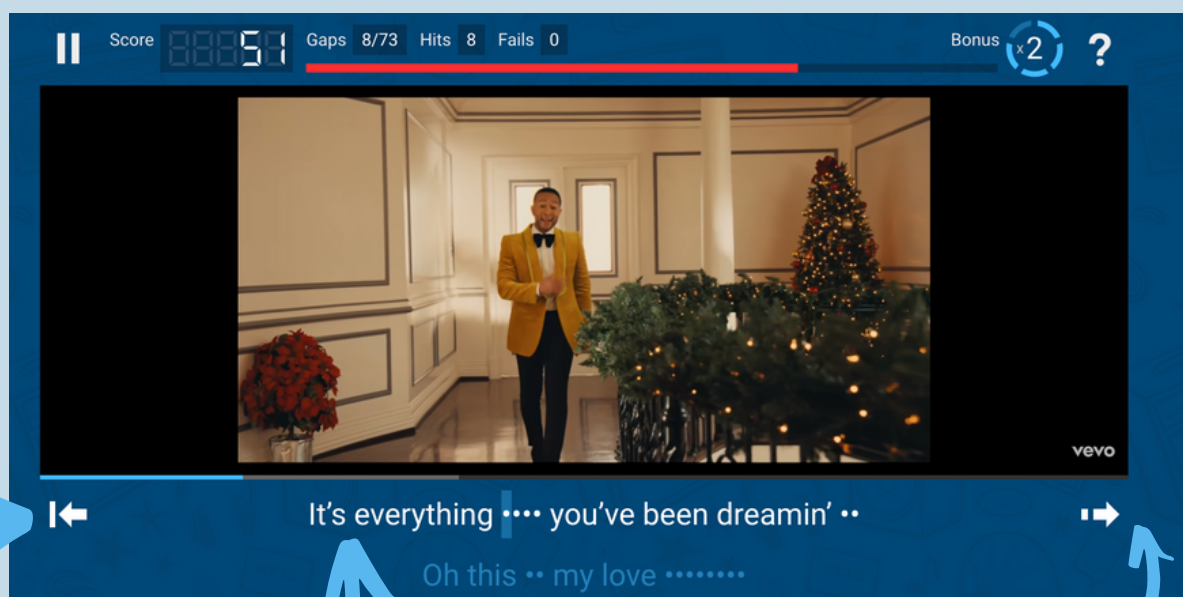 Score 51 Gaps 8/73 Hits 8 Fails 0 Bonus x2 ?
vevo
It's everything •••• you've been dreamin' ••
Oh this •• my love ••••••••